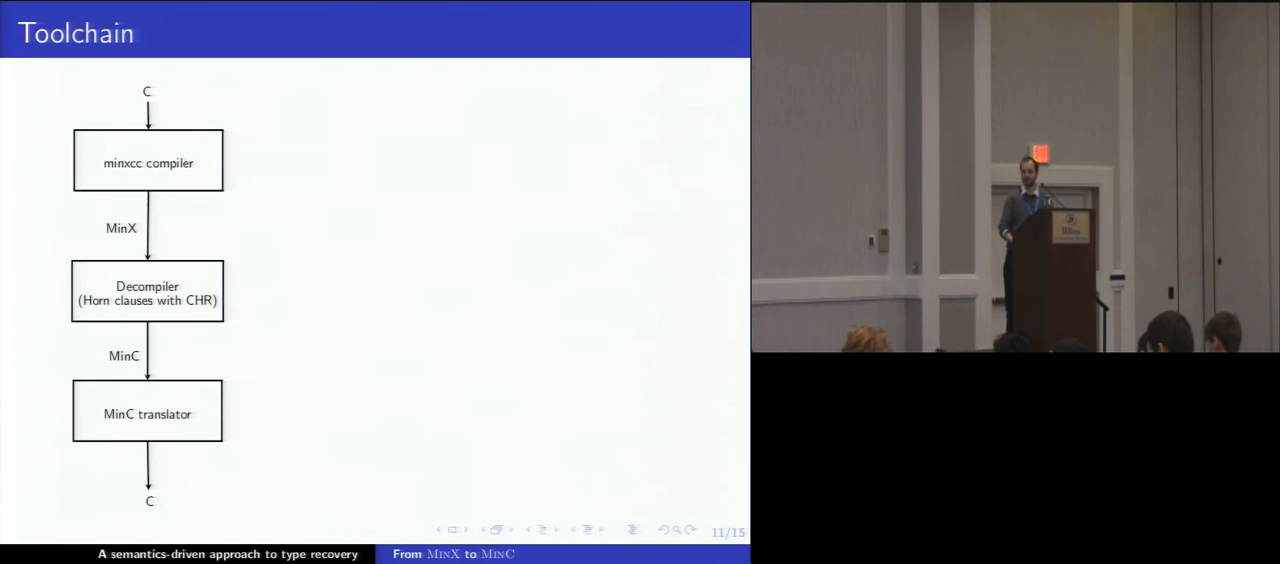 Toolchain
C
minxcc compiler
MinX
Decompiler
(Horn clauses with CHR)
MinC
MinC translator
C
11/15
A semantics-driven approach to type recovery
From MINX to MINC
Hilton